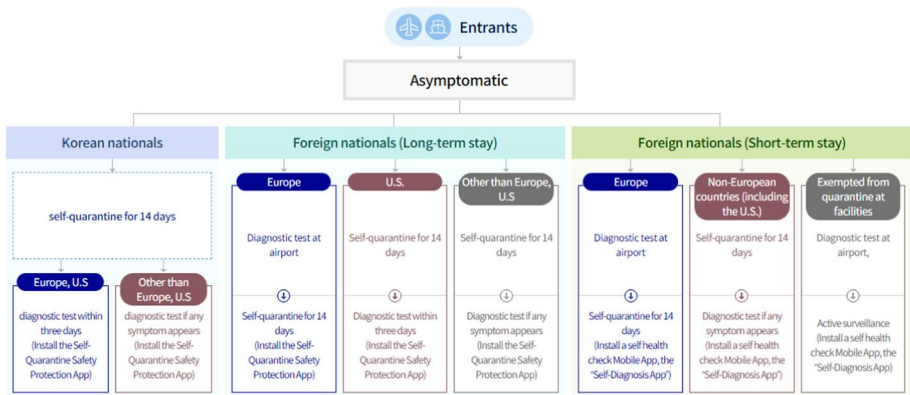 Entrants
Asymptomatic
Korean nationals
self-quarantine for 14 days
Europe, U.S
diagnostic test within
three days
(Install the Self-
Quarantine Safety
Protection App)
Other than
Europe, U.S
diagnostic test if any
symptom appears
(Install the Self-
Quarantine Safety
Protection App)
Foreign nationals (Long-term stay)
Europe
Diagnostic test at
airport
Self-quarantine for 14
days
(Install the Self-
Quarantine Safety
Protection App)
U.S.
Self-quarantine for 14
days
Diagnostic test within
three days
(Install the Self-
Quarantine Safety
Protection App)
Other than Europe,
U.S
Self-quarantine for 14
days
Diagnostic test if any
symptom appears
(Install the Self-
Quarantine Safety
Protection App)
Foreign nationals (Short-term stay)
Europe
Diagnostic test at
airport
Self-quarantine for 14
days
(Install a self health
check Mobile App, the
"Self-Diagnosis App")
Non-European
countries (including
the U.S.)
Self-quarantine for 14
days
Diagnostic test if any
symptom appears
(Install a self health
check Mobile App, the
"Self-Diagnosis App")
Exempted from
quarantine at
facilities
Diagnostic test at
airport,
Active surveillance
(Install a self health
check Mobile App, the
"Self-Diagnosis App)